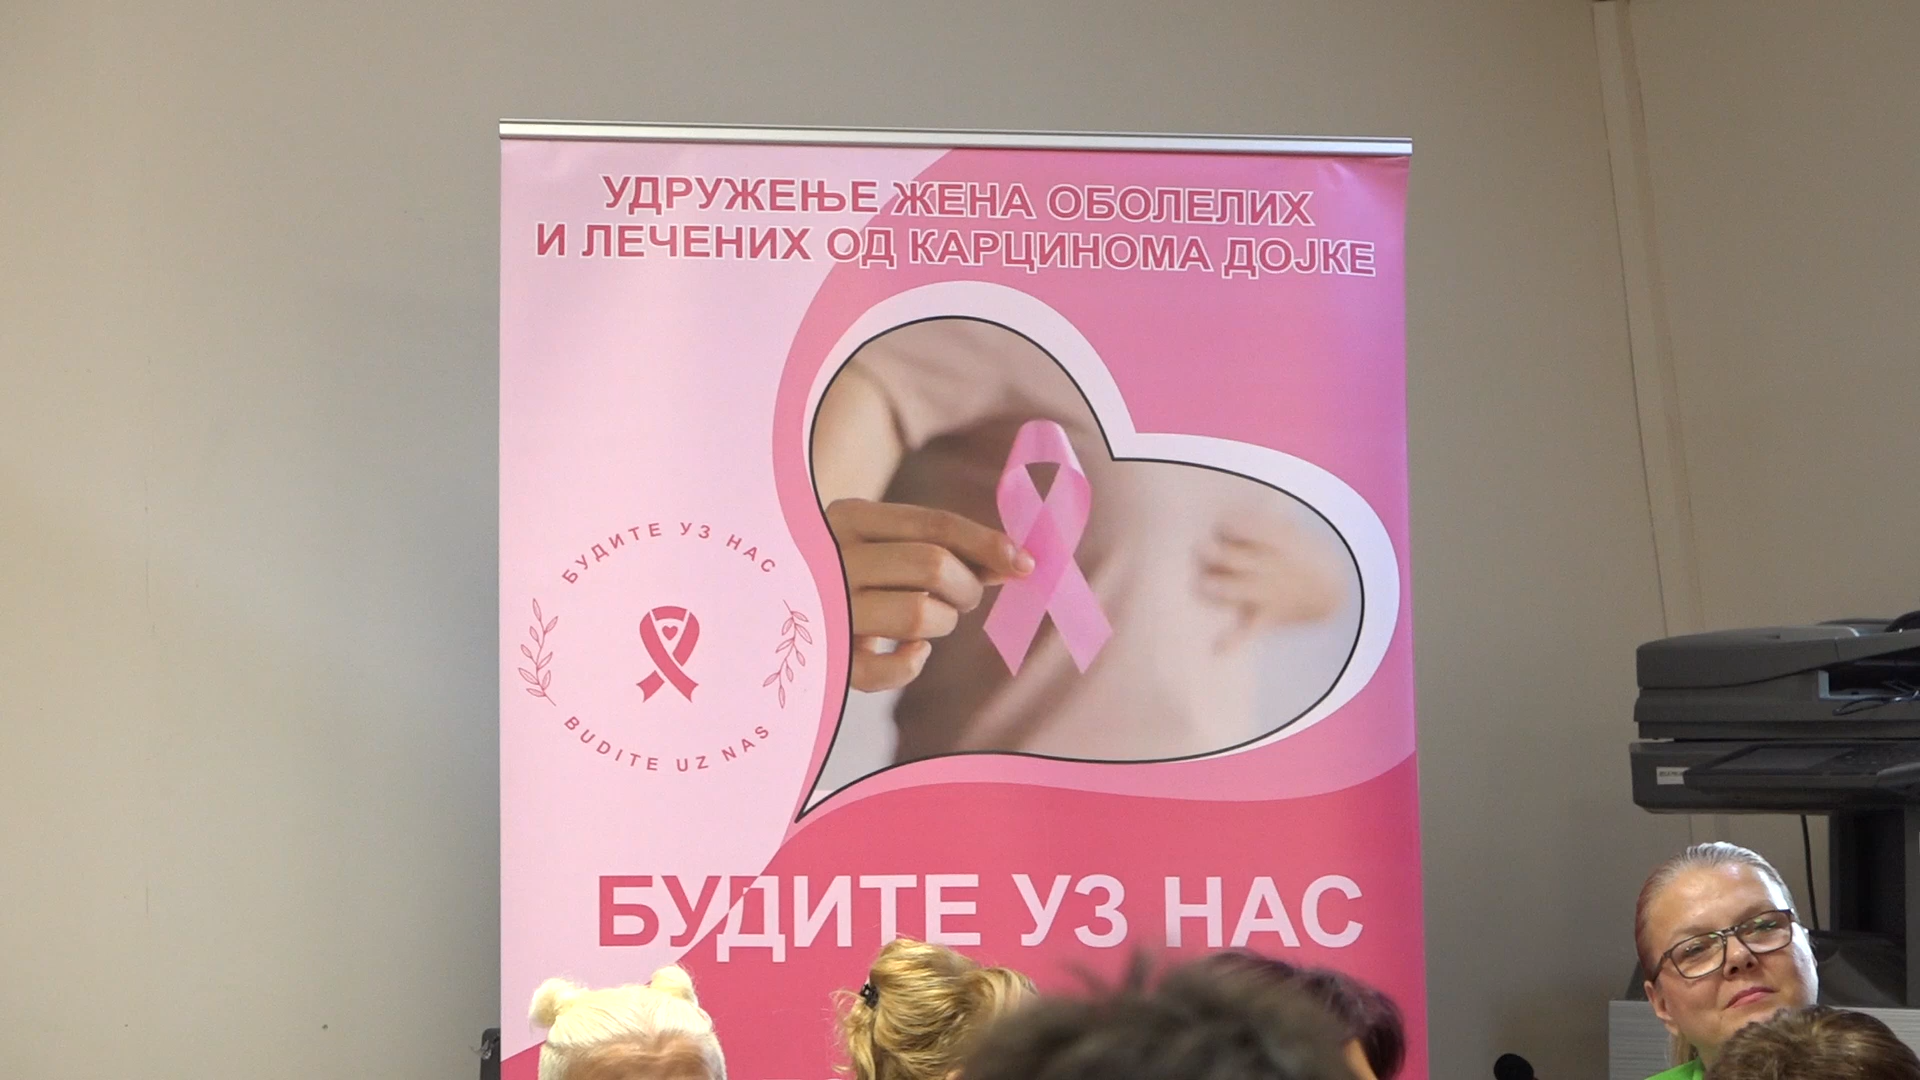 УДРУЖЕЊЕ ЖЕНА ОБОЛЕЛИХ
И ЛЕЧЕНИХ ОД КАРЦИНОМА ДОЈКЕ
БУДИТЕ УЗ НАС
BUDITE UZ NAS
БУДИТЕ УЗ НАС